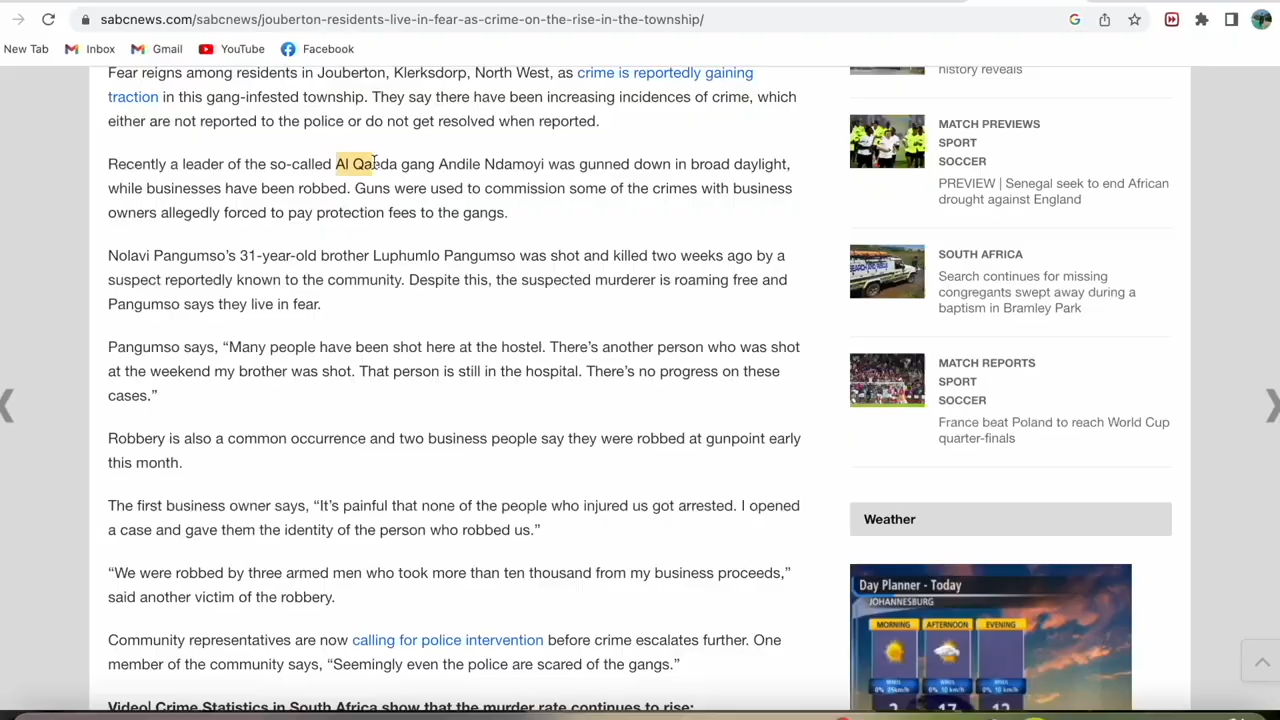 sabcnews.com/sabcnews/jouberton-residents-live-in-fear-as-crime-on-the-rise-in-the-township/
New Tab
Inbox
Gmail
YouTube
Facebook
Fear reigns among residents in Jouberton, Klerksdorp, North West, as crime is reportedly gaining
traction in this gang-infested township. They say there have been increasing incidences of crime, which
either are not reported to the police or do not get resolved when reported.
Recently a leader of the so-called Al Qaeda gang Andile Ndamoyi was gunned down in broad daylight,
while businesses have been robbed. Guns were used to commission some of the crimes with business
owners allegedly forced to pay protection fees to the gangs.
Nolavi Pangumso’s 31-year-old brother Luphumlo Pangumso was shot and killed two weeks ago by a
suspect reportedly known to the community. Despite this, the suspected murderer is roaming free and
Pangumso says they live in fear.
Pangumso says, “Many people have been shot here at the hostel. There’s another person who was shot
at the weekend my brother was shot. That person is still in the hospital. There’s no progress on these
cases.”
Robbery is also a common occurrence and two business people say they were robbed at gunpoint early
this month.
The first business owner says, “It’s painful that none of the people who injured us got arrested. I opened
a case and gave them the identity of the person who robbed us.”
“We were robbed by three armed men who took more than ten thousand from my business proceeds,”
said another victim of the robbery.
Community representatives are now calling for police intervention before crime escalates further. One
member of the community says, “Seemingly even the police are scared of the gangs.”
Video| Crime Statistics in South Africa show that the murder rate continues to rise:
history reveals
MATCH PREVIEWS
SPORT
SOCCER
PREVIEW | Senegal seek to end African
drought against England
SOUTH AFRICA
Search continues for missing
congregants swept away during a
baptism in Bramley Park
MATCH REPORTS
SPORT
SOCCER
France beat Poland to reach World Cup
quarter-finals
Weather
Day Planner - Today
JOHANNESBURG
MORNING
AFTERNOON
EVENING